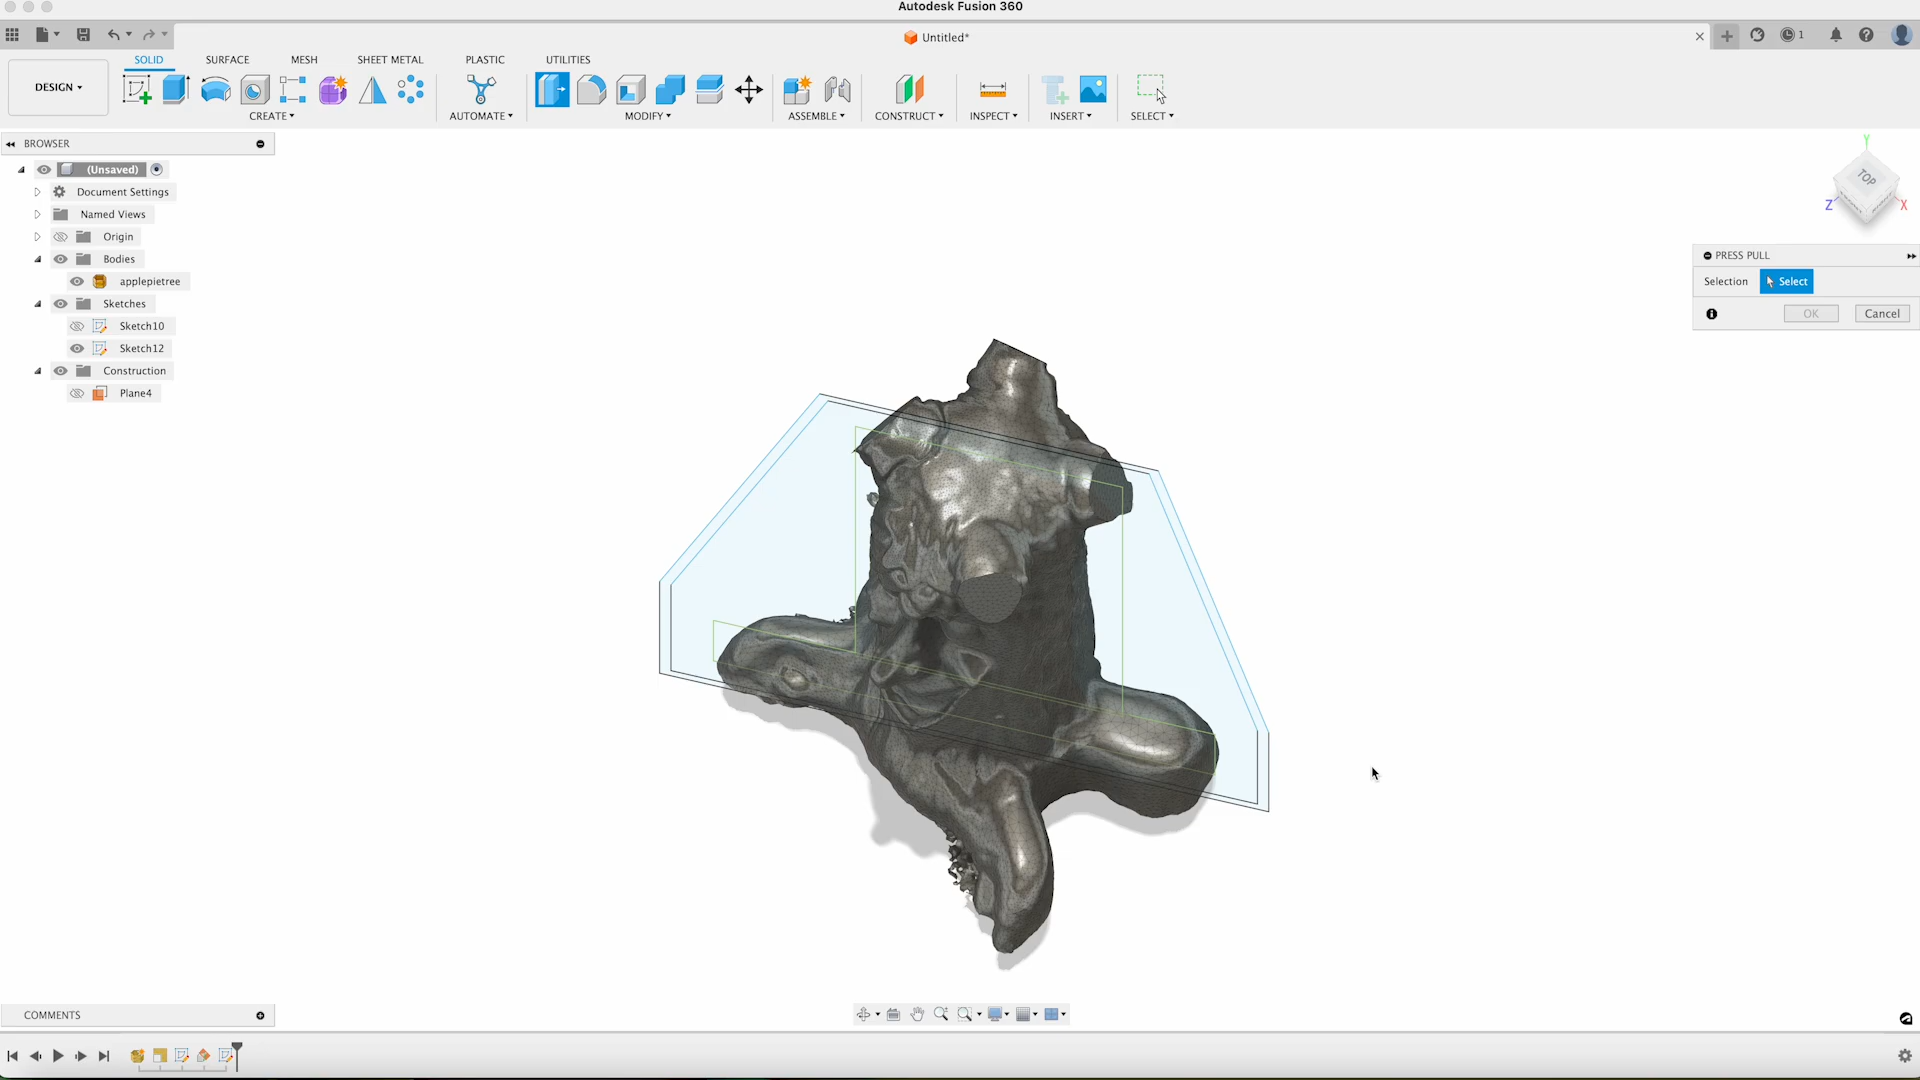 Autodesk Fusion 360
Untitled*
1
SOLID SURFACE MESH SHEET METAL PLASTIC UTILITIES
DESIGN
CREATE AUTOMATE MODIFY ASSEMBLE CONSTRUCT INSPECT INSERT SELECT
BROWSER
(Unsaved)
Document Settings
Named Views
Origin
Bodies
applepietree
Sketches
Sketch10
Sketch12
Construction
Plane4
Y
TOP
Z
X
PRESS PULL
Selection Select
OK Cancel
COMMENTS